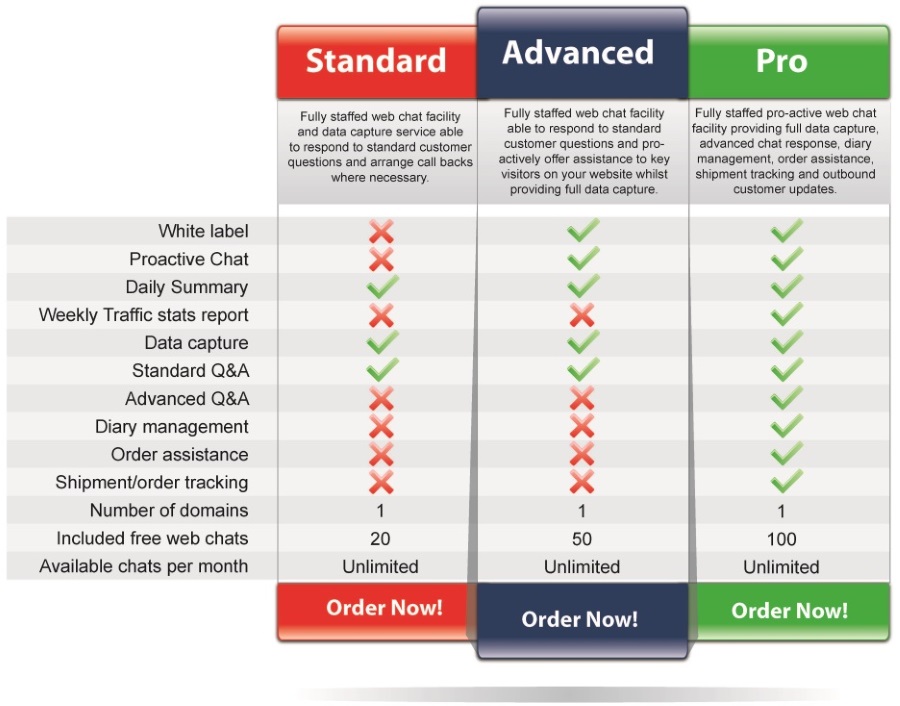 Standard
Advanced
Pro
Fully staffed web chat facility
and data capture service able
to respond to standard customer
questions and arrange call backs
where necessary.
Fully staffed web chat facility
able to respond to standard
customer questions and pro-
actively offer assistance to key
visitors on your website whilst
providing full data capture.
Fully staffed pro-active web chat
facility providing full data capture,
advanced chat response, diary
management, order assistance,
shipment tracking and outbound
customer updates.
White label
Proactive Chat
Daily Summary
Weekly Traffic stats report
Data capture
Standard Q&A
Advanced Q&A
Diary management
Order assistance
Shipment/order tracking
Number of domains 1 1 1
Included free web chats 20 50 100
Available chats per month Unlimited Unlimited Unlimited
Order Now! Order Now! Order Now!